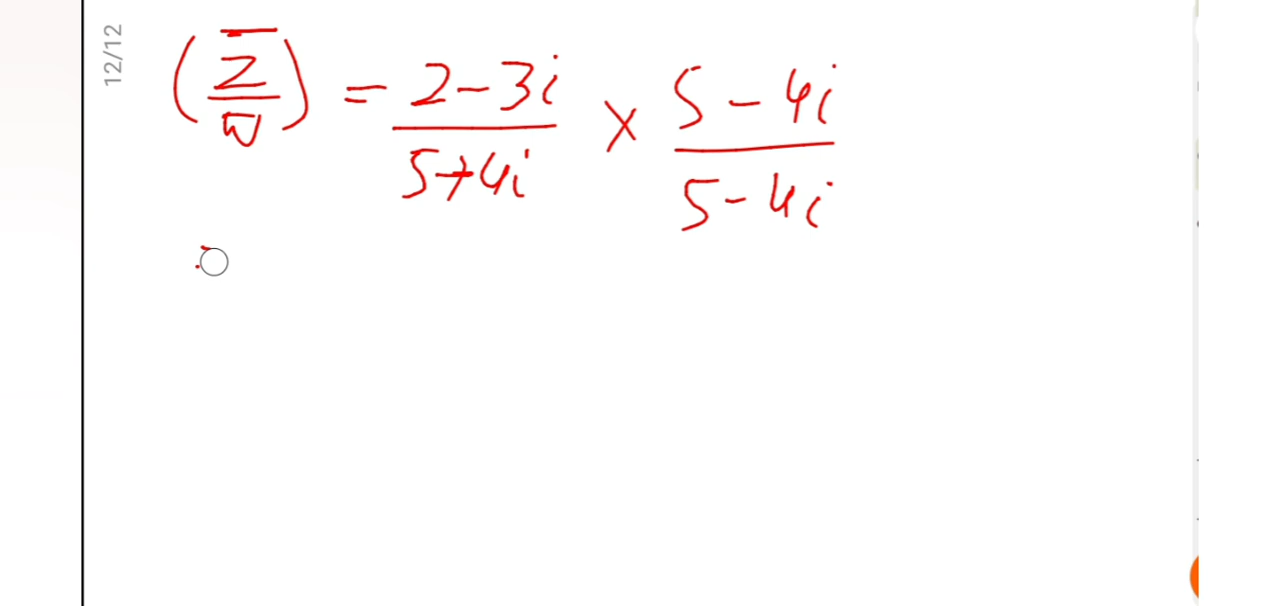 12/12
(z̅/w̅) = (2-3i)/(5+4i) × (5-4i)/(5-4i)